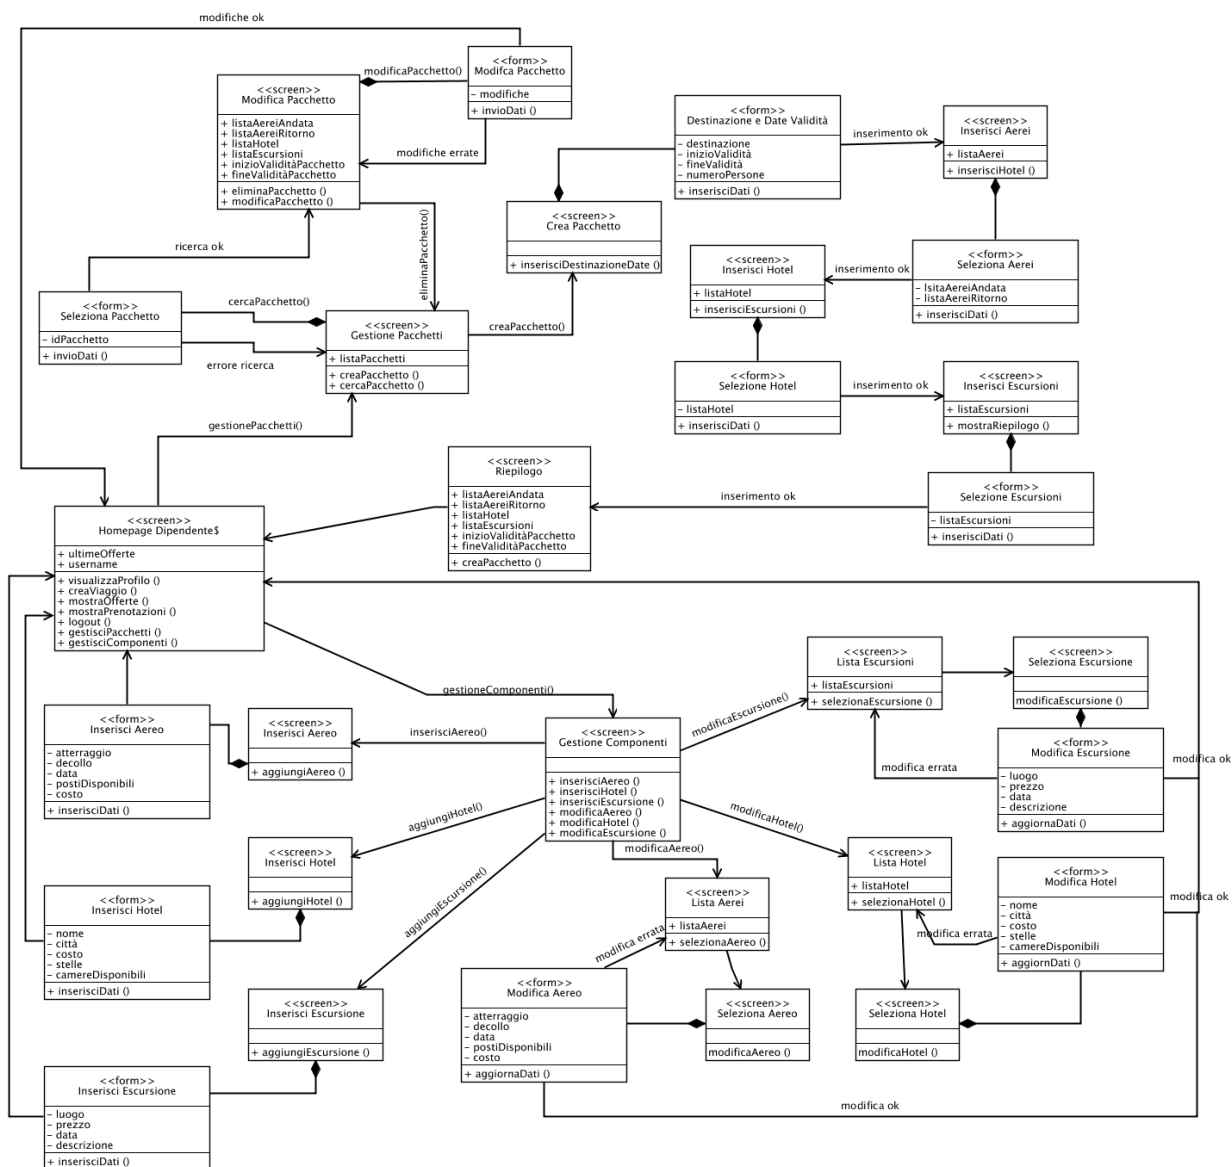 modifiche ok
<<form>>
Modifca Pacchetto
– modifiche
+ invioDati ()
modificaPacchetto()
<<screen>>
Modifica Pacchetto
+ listaAereiAndata
+ listaAereiRitorno
+ listaHotel
+ listaEscursioni
+ inizioValiditàPacchetto
+ fineValiditàPacchetto
+ eliminaPacchetto ()
+ modificaPacchetto ()
modifiche errate
<<form>>
Destinazione e Date Validità
– destinazione
– inizioValidità
– fineValidità
– numeroPersone
+ inserisciDati ()
inserimento ok
<<screen>>
Inserisci Aerei
+ listaAerei
+ inserisciHotel ()
<<screen>>
Crea Pacchetto
+ inserisciDestinazioneDate ()
ricerca ok
eliminaPacchetto()
<<screen>>
Inserisci Hotel
+ listaHotel
+ inserisciEscursioni ()
inserimento ok
<<form>>
Seleziona Aerei
– lsitaAereiAndata
– listaAereiRitorno
+ inserisciDati ()
<<form>>
Seleziona Pacchetto
– idPacchetto
+ invioDati ()
cercaPacchetto()
errore ricerca
<<screen>>
Gestione Pacchetti
+ listaPacchetti
+ creaPacchetto ()
+ cercaPacchetto ()
creaPacchetto()
<<form>>
Selezione Hotel
– listaHotel
+ inserisciDati ()
inserimento ok
<<screen>>
Inserisci Escursioni
+ listaEscursioni
+ mostraRiepilogo ()
gestionePacchetti()
<<screen>>
Riepilogo
+ listaAereiAndata
+ listaAereiRitorno
+ listaHotel
+ listaEscursioni
+ inizioValiditàPacchetto
+ fineValiditàPacchetto
+ creaPacchetto ()
inserimento ok
<<form>>
Selezione Escursioni
– listaEscursioni
+ inserisciDati ()
<<screen>>
Homepage Dipendente$
+ ultimeOfferte
+ username
+ visualizzaProfilo ()
+ creaViaggio ()
+ mostraOfferte ()
+ mostraPrenotazioni ()
+ logout ()
+ gestisciPacchetti ()
+ gestisciComponenti ()
gestioneComponenti()
<<screen>>
Lista Escursioni
+ listaEscursioni
+ selezionaEscursione ()
<<screen>>
Seleziona Escursione
modificaEscursione ()
<<form>>
Inserisci Aereo
– atterraggio
– decollo
– data
– postiDisponibili
– costo
+ inserisciDati ()
<<screen>>
Inserisci Aereo
+ aggiungiAereo ()
inserisciAereo()
<<screen>>
Gestione Componenti
+ inserisciAereo ()
+ inserisciHotel ()
+ inserisciEscursione ()
+ modificaAereo ()
+ modificaHotel ()
+ modificaEscursione ()
modificaEscursione()
modifica errata
<<form>>
Modifica Escursione
– luogo
– prezzo
– data
– descrizione
+ aggiornaDati ()
modifica ok
aggiungiHotel()
modificaHotel()
modificaAereo()
<<screen>>
Inserisci Hotel
+ aggiungiHotel ()
aggiungiEscursione()
<<screen>>
Lista Hotel
+ listaHotel
+ selezionaHotel ()
<<form>>
Modifica Hotel
– nome
– città
– costo
– stelle
– camereDisponibili
+ aggiornDati ()
modifica ok
modifica errata
<<form>>
Inserisci Hotel
– nome
– città
– costo
– stelle
– camereDisponibili
+ inserisciDati ()
<<screen>>
Lista Aerei
+ listaAerei
+ selezionaAereo ()
modifica errata
<<form>>
Modifica Aereo
– atterraggio
– decollo
– data
– postiDisponibili
– costo
+ aggiornaDati ()
<<screen>>
Seleziona Aereo
modificaAereo ()
<<screen>>
Seleziona Hotel
modificaHotel ()
<<screen>>
Inserisci Escursione
+ aggiungiEscursione ()
modifica ok
<<form>>
Inserisci Escursione
– luogo
– prezzo
– data
– descrizione
+ inserisciDati ()